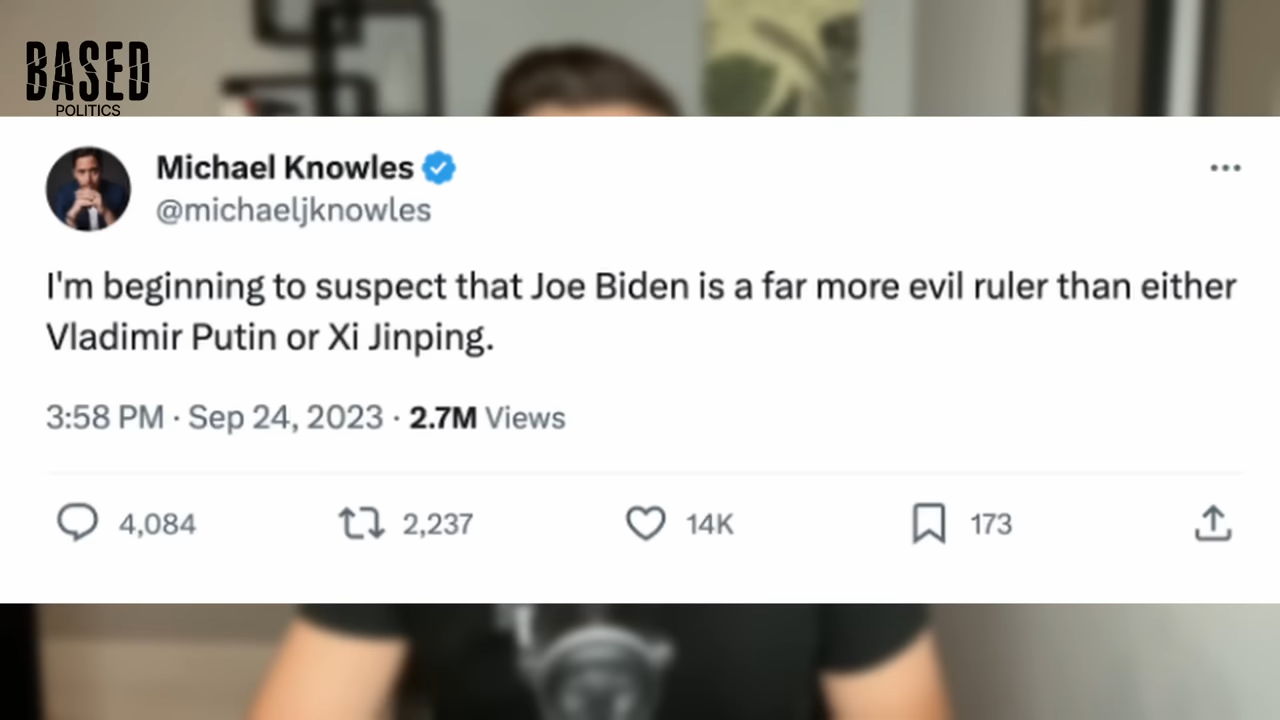 BASED
POLITICS
Michael Knowles
@michaeljknowles
I'm beginning to suspect that Joe Biden is a far more evil ruler than either
Vladimir Putin or Xi Jinping.
3:58 PM · Sep 24, 2023 · 2.7M Views
4,084 2,237 14K 173